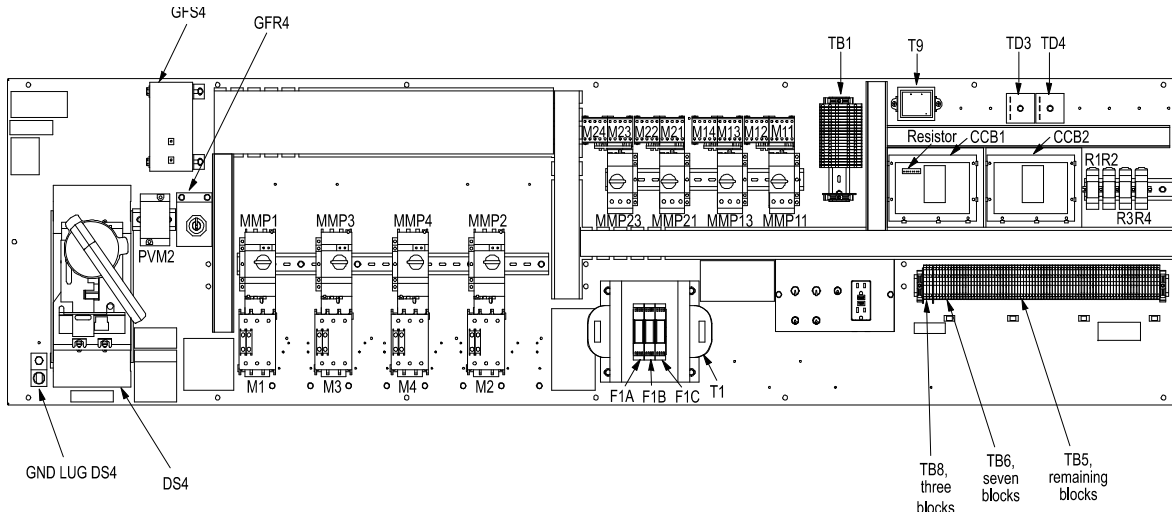 GFS4
GFR4
TB1
T9
TD3
TD4
M24 M23 M22 M21 M14 M13 M12 M11
Resistor
CCB1
CCB2
R1R2
R3R4
MMP23 MMP21 MMP13 MMP11
MMP1
MMP3
MMP4
MMP2
PVM2
M1
M3
M4
M2
F1A
F1B
F1C
T1
GND LUG DS4
DS4
TB8,
three
blocks
TB6,
seven
blocks
TB5,
remaining
blocks